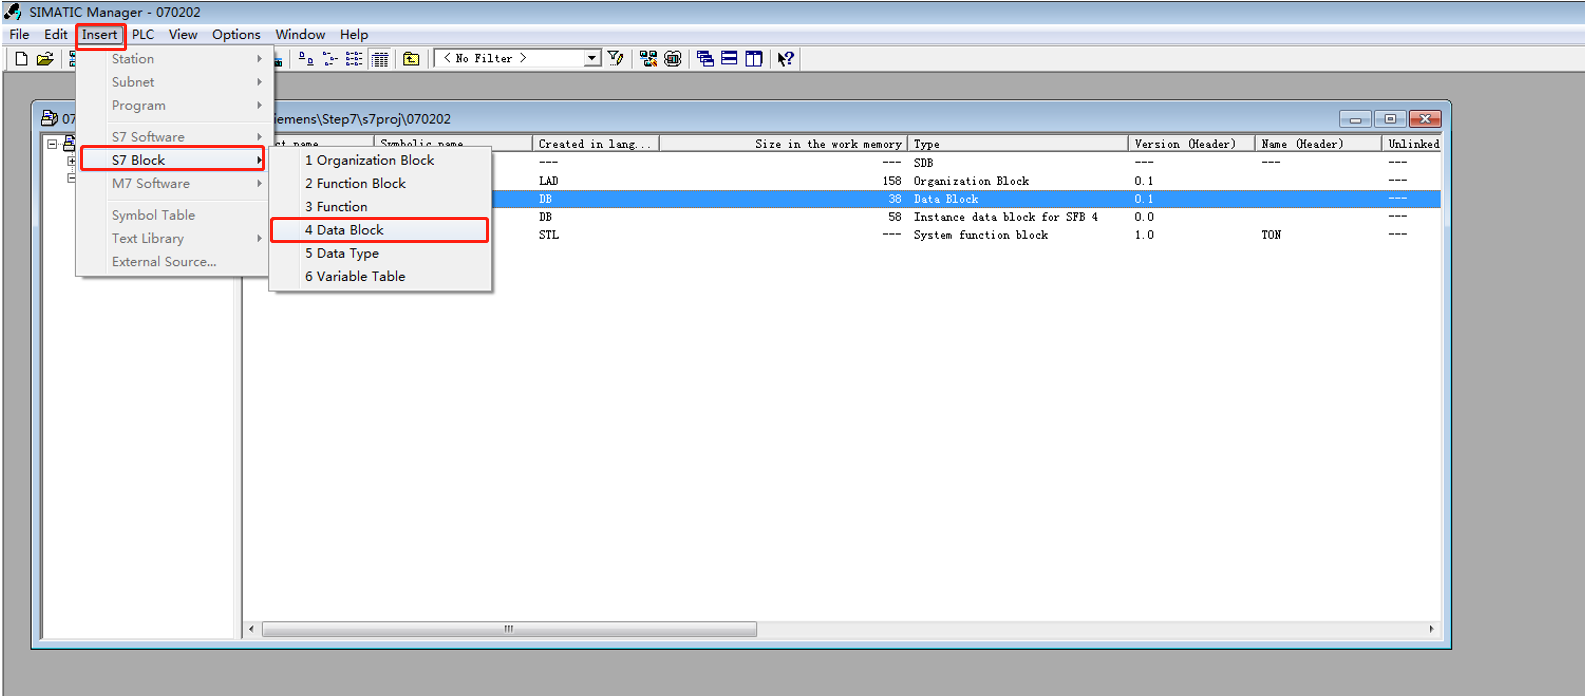 SIMATIC Manager - 070202
File Edit Insert PLC View Options Window Help
< No Filter >
Station
Subnet
Program
S7 Software
S7 Block
M7 Software
Symbol Table
Text Library
External Source...
1 Organization Block
2 Function Block
3 Function
4 Data Block
5 Data Type
6 Variable Table
07 iemens\Step7\s7proj\070202
ct name Symbolic name Created in lang... Size in the work memory Type Version (Header) Name (Header) Unlinked
--- --- SDB --- --- ---
LAD 158 Organization Block 0.1 ---
DB 38 Data Block 0.1 ---
DB 58 Instance data block for SFB 4 0.0 ---
STL --- System function block 1.0 TON ---